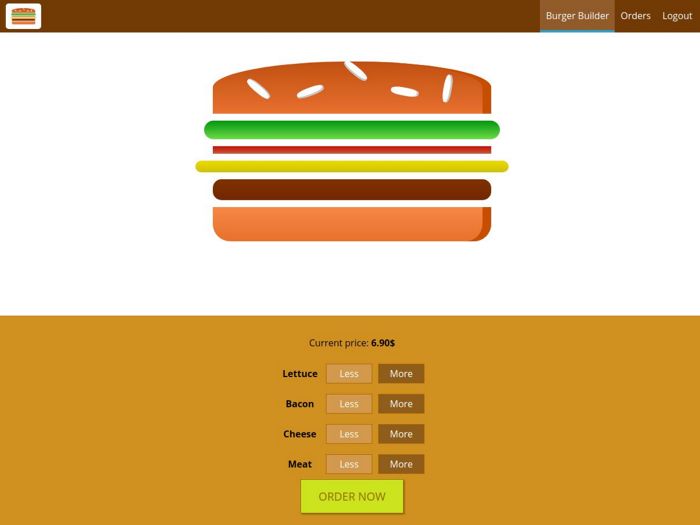 Burger Builder Orders Logout
Current price: 6.90$
Lettuce Less More
Bacon Less More
Cheese Less More
Meat Less More
ORDER NOW